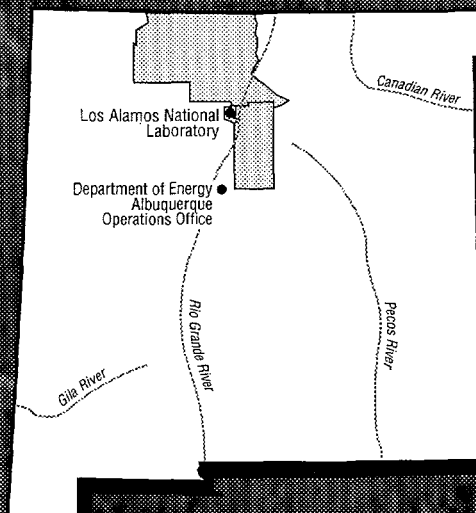 Canadian River
Los Alamos National
Laboratory
Department of Energy
Albuquerque
Operations Office
Rio Grande River
Pecos River
Gila River